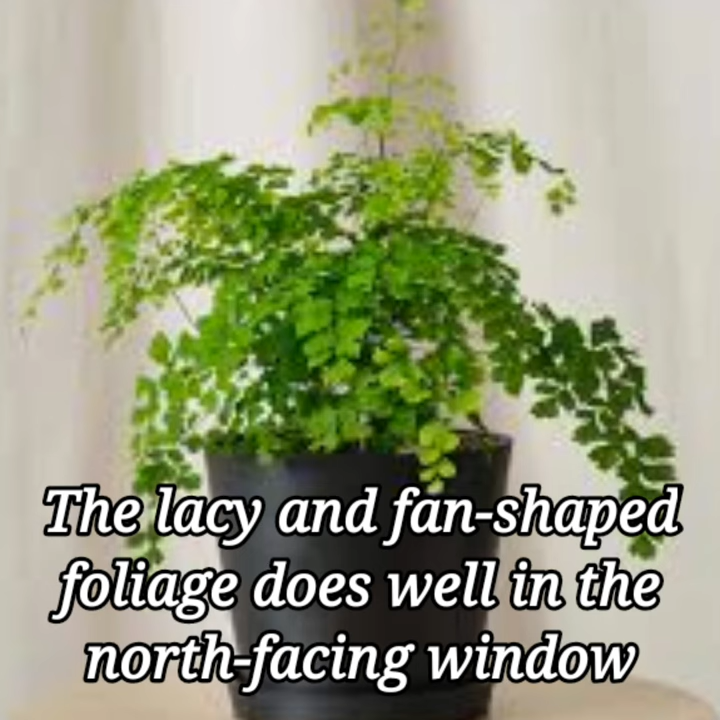 The lacy and fan-shaped
foliage does well in the
north-facing window